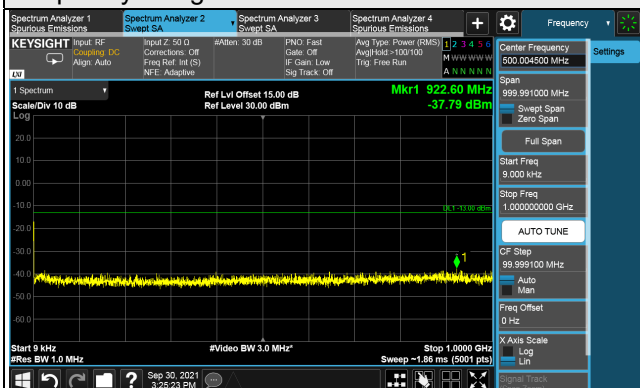 Spectrum Analyzer 1
Spurious Emissions
Spectrum Analyzer 2
Swept SA
Spectrum Analyzer 3
Swept SA
Spectrum Analyzer 4
Spurious Emissions
Frequency
KEYSIGHT
LXI
Input: RF
Coupling: DC
Align: Auto
Input Z: 50 Ω
Corrections: Off
Freq Ref: Int (S)
NFE: Adaptive
#Atten: 30 dB
PNO: Fast
Gate: Off
IF Gain: Low
Sig Track: Off
Avg Type: Power (RMS)
Avg|Hold:>100/100
Trig: Free Run
1 2 3 4 5 6
M W W W W W
A N N N N N
1 Spectrum
Scale/Div 10 dB
Log
Ref Lvl Offset 15.00 dB
Ref Level 30.00 dBm
Mkr1 922.60 MHz
-37.79 dBm
20.0
10.0
0.00
-10.0
DL1 -13.00 dBm
-20.0
-30.0
1
-40.0
-50.0
-60.0
Start 9 kHz
#Res BW 1.0 MHz
#Video BW 3.0 MHz*
Stop 1.0000 GHz
Sweep ~1.86 ms (5001 pts)
Center Frequency
500.004500 MHz
Settings
Span
999.991000 MHz
Swept Span
Zero Span
Full Span
Start Freq
9.000 kHz
Stop Freq
1.000000000 GHz
AUTO TUNE
CF Step
99.999100 MHz
Auto
Man
Freq Offset
0 Hz
X Axis Scale
Log
Lin
Signal Track
?
Sep 30, 2021
3:25:23 PM